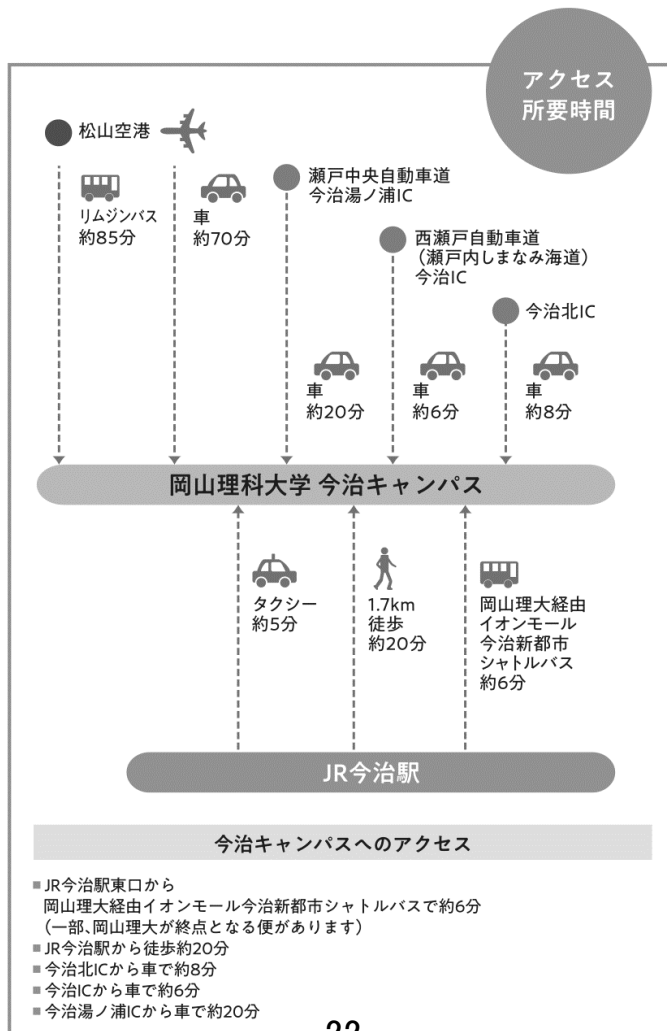 アクセス
所要時間
松山空港
リムジンバス
約85分
車
約70分
瀬戸中央自動車道
今治湯ノ浦IC
西瀬戸自動車道
（瀬戸内しまなみ海道）
今治IC
今治北IC
車
約20分
車
約6分
車
約8分
岡山理科大学 今治キャンパス
タクシー
約5分
1.7km
徒歩
約20分
岡山理大経由
イオンモール
今治新都市
シャトルバス
約6分
JR今治駅
今治キャンパスへのアクセス
■ JR今治駅東口から
岡山理大経由イオンモール今治新都市シャトルバスで約6分
（一部、岡山理大が終点となる便があります）
■ JR今治駅から徒歩約20分
■ 今治北ICから車で約8分
■ 今治ICから車で約6分
■ 今治湯ノ浦ICから車で約20分